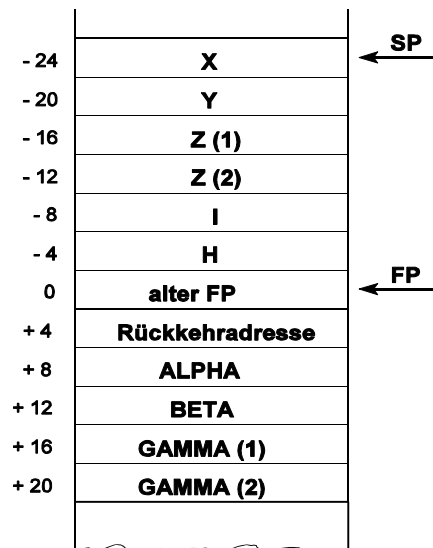 SP
- 24 X
- 20 Y
- 16 Z (1)
- 12 Z (2)
- 8 I
- 4 H
FP
0 alter FP
+ 4 Rückkehradresse
+ 8 ALPHA
+ 12 BETA
+ 16 GAMMA (1)
+ 20 GAMMA (2)